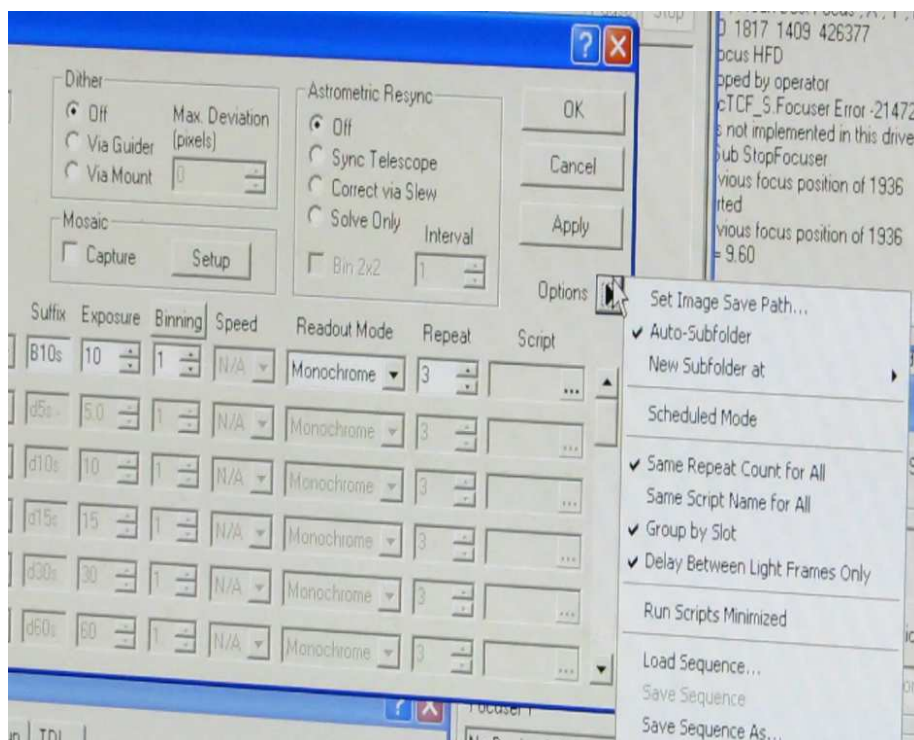 Stop
1817 1409 426377
ocus HFD
pped by operator
cTCF_S.Focuser Error -21472
s not implemented in this drive
Sub StopFocuser
vious focus position of 1936
rted
vious focus position of 1936
= 9.60
Dither
Off
Via Guider
Via Mount
Max. Deviation
(pixels)
0
Astrometric Resync
Off
Sync Telescope
Correct via Slew
Solve Only
Interval
Bin 2x2
1
OK
Cancel
Apply
Options
Mosaic
Capture
Setup
Suffix Exposure Binning Speed Readout Mode Repeat Script
B10s 10 1 N/A Monochrome 3 ...
d5s 5.0 1 N/A Monochrome 3 ...
d10s 10 1 N/A Monochrome 3 ...
d15s 15 1 N/A Monochrome 3 ...
d30s 30 1 N/A Monochrome 3 ...
d60s 60 1 N/A Monochrome 3 ...
Set Image Save Path...
Auto-Subfolder
New Subfolder at
Scheduled Mode
Same Repeat Count for All
Same Script Name for All
Group by Slot
Delay Between Light Frames Only
Run Scripts Minimized
Load Sequence...
Save Sequence
Save Sequence As...